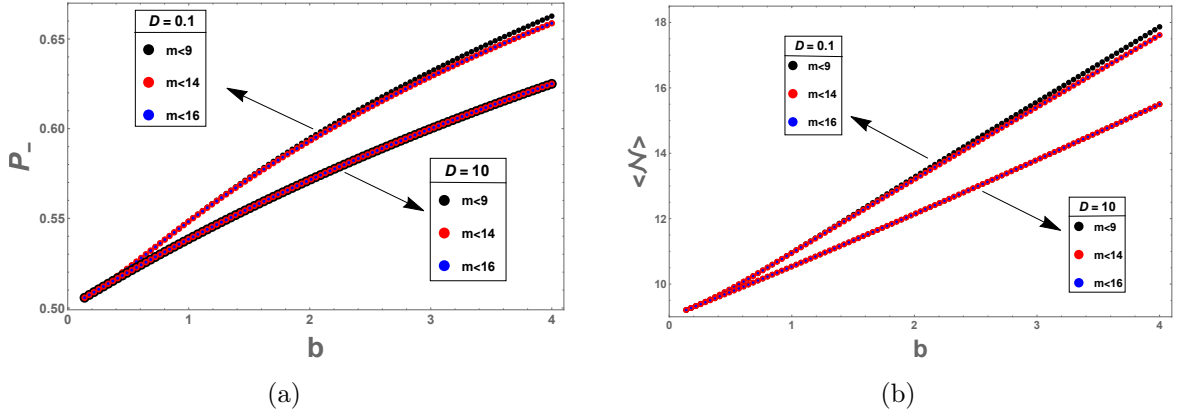 D = 0.1
m<9
m<14
m<16
D = 10
m<9
m<14
m<16
0.65
0.60
0.55
0.50
P_
0 1 2 3 4
b
(a)
D = 0.1
m<9
m<14
m<16
D = 10
m<9
m<14
m<16
18
16
14
12
10
<N>
0 1 2 3 4
b
(b)